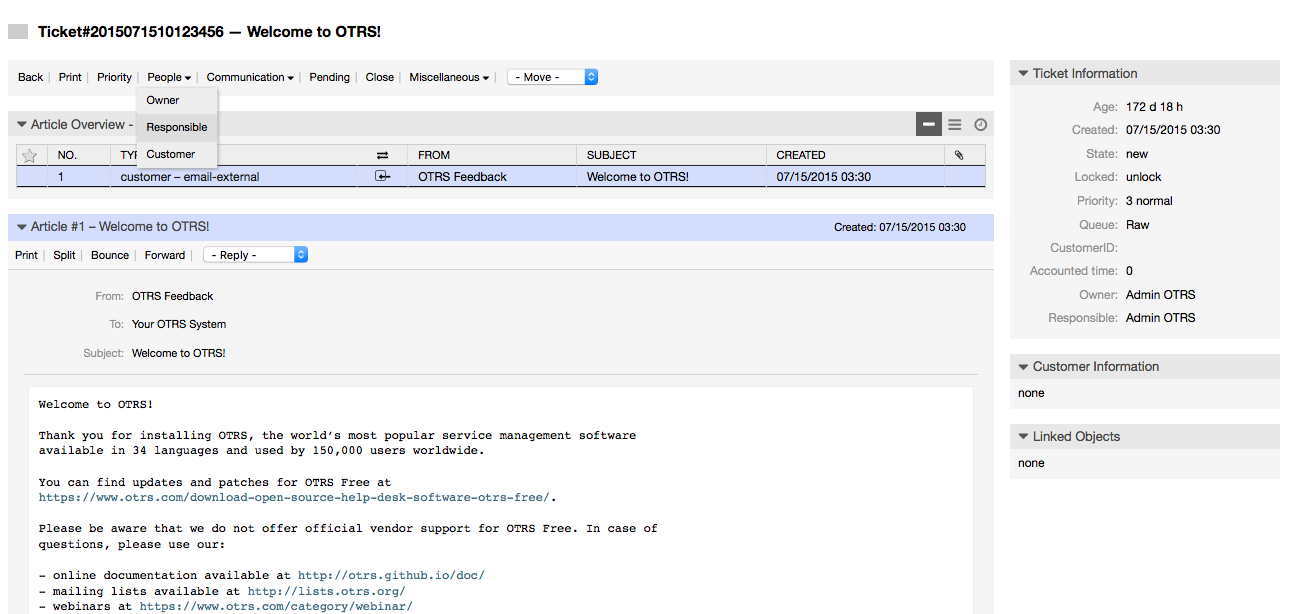 Ticket#2015071510123456 — Welcome to OTRS!
Back Print Priority People Communication Pending Close Miscellaneous - Move -
Owner
Responsible
Customer
Article Overview -
NO. TYP FROM SUBJECT CREATED
1 customer – email-external OTRS Feedback Welcome to OTRS! 07/15/2015 03:30
Article #1 – Welcome to OTRS! Created: 07/15/2015 03:30
Print Split Bounce Forward - Reply -
From: OTRS Feedback
To: Your OTRS System
Subject: Welcome to OTRS!
Welcome to OTRS!
Thank you for installing OTRS, the world’s most popular service management software
available in 34 languages and used by 150,000 users worldwide.
You can find updates and patches for OTRS Free at
https://www.otrs.com/download-open-source-help-desk-software-otrs-free/.
Please be aware that we do not offer official vendor support for OTRS Free. In case of
questions, please use our:
- online documentation available at http://otrs.github.io/doc/
- mailing lists available at http://lists.otrs.org/
- webinars at https://www.otrs.com/category/webinar/
Ticket Information
Age: 172 d 18 h
Created: 07/15/2015 03:30
State: new
Locked: unlock
Priority: 3 normal
Queue: Raw
CustomerID:
Accounted time: 0
Owner: Admin OTRS
Responsible: Admin OTRS
Customer Information
none
Linked Objects
none